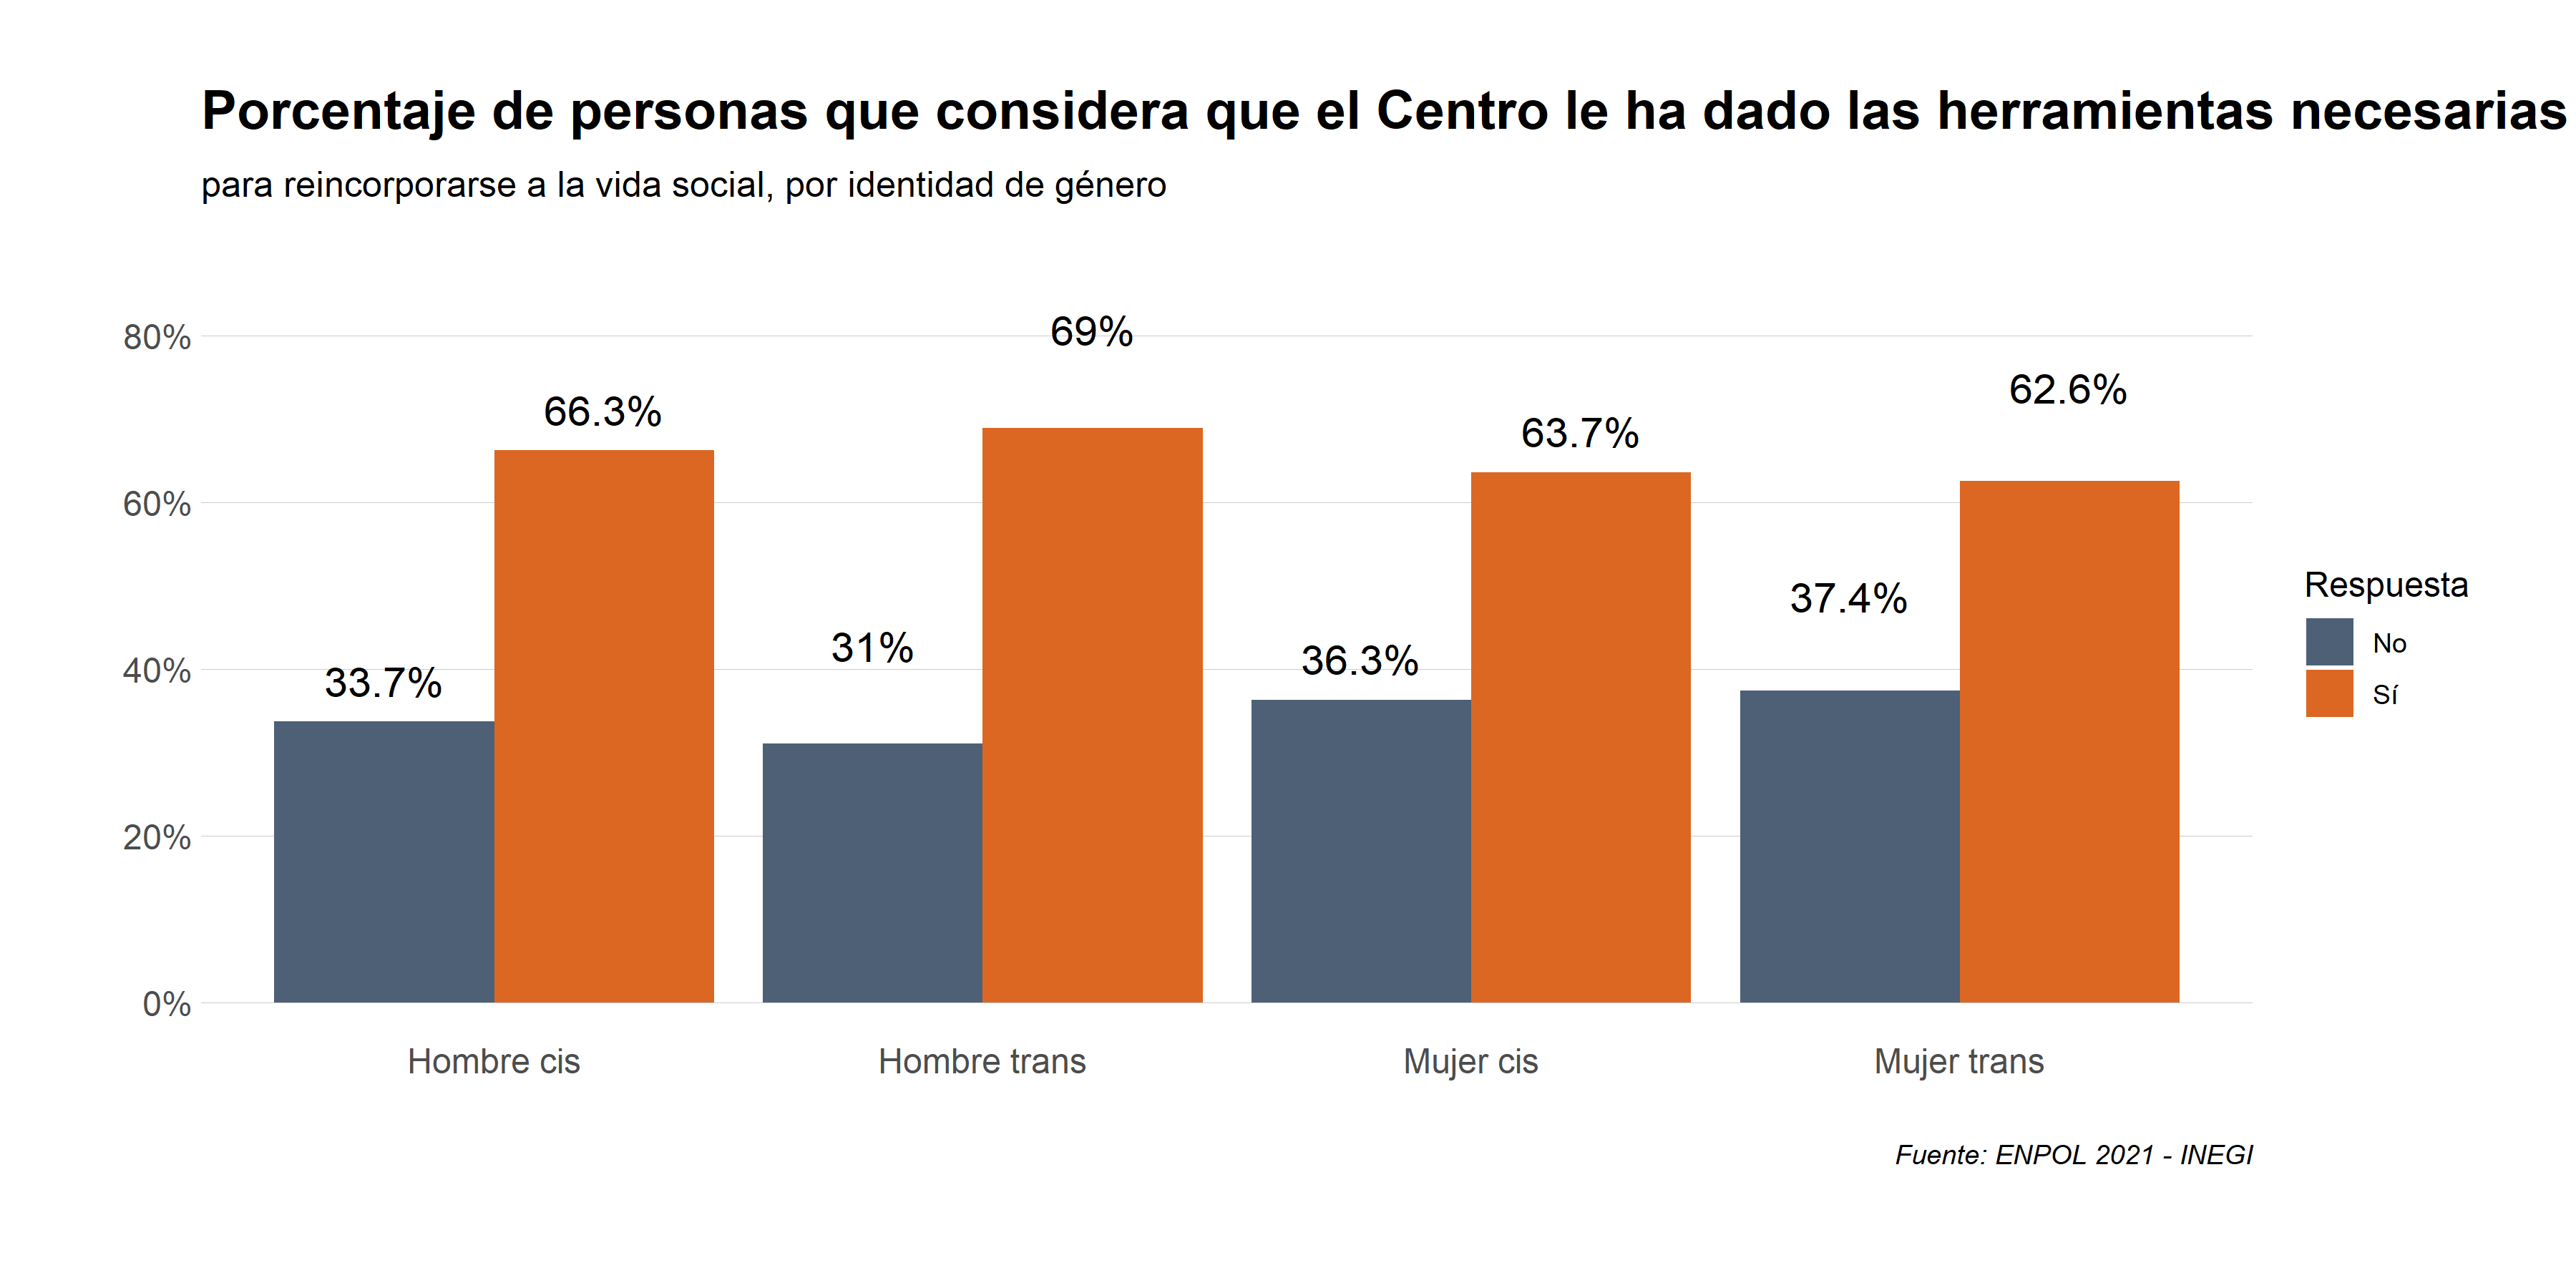 Porcentaje de personas que considera que el Centro le ha dado las herramientas necesarias
para reincorporarse a la vida social, por identidad de género
80%
60%
40%
20%
0%
33.7%
66.3%
31%
69%
36.3%
63.7%
37.4%
62.6%
Hombre cis
Hombre trans
Mujer cis
Mujer trans
Respuesta
No
Sí
Fuente: ENPOL 2021 - INEGI